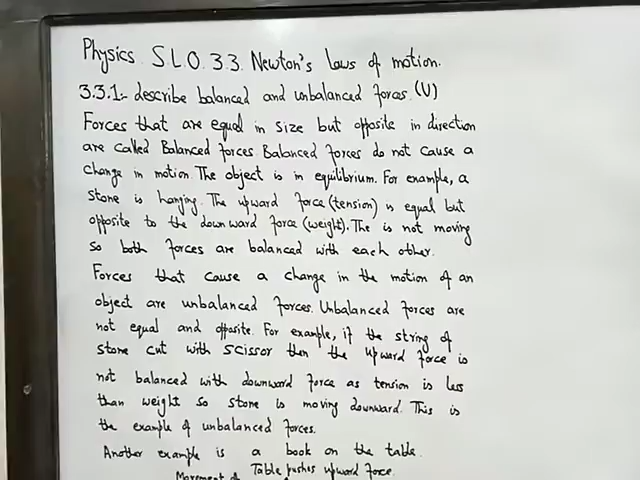 Physics S.L.O. 3.3. Newton's laws of motion.
3.3.1:- describe balanced and unbalanced forces. (U)
Forces that are equal in size but opposite in direction
are called Balanced forces Balanced forces do not cause a
change in motion. The object is in equilibrium. For example, a
stone is hanging. The upward force (tension) is equal but
opposite to the downward force (weight). The is not moving
so both forces are balanced with each other.
Forces that cause a change in the motion of an
object are unbalanced forces. Unbalanced forces are
not equal and opposite. For example, if the string of
stone cut with scissor then the upward force is
not balanced with downward force as tension is less
than weight so stone is moving downward. This is
the example of unbalanced forces.
Another example is a book on the table.
Table pushes upward force
Movement of